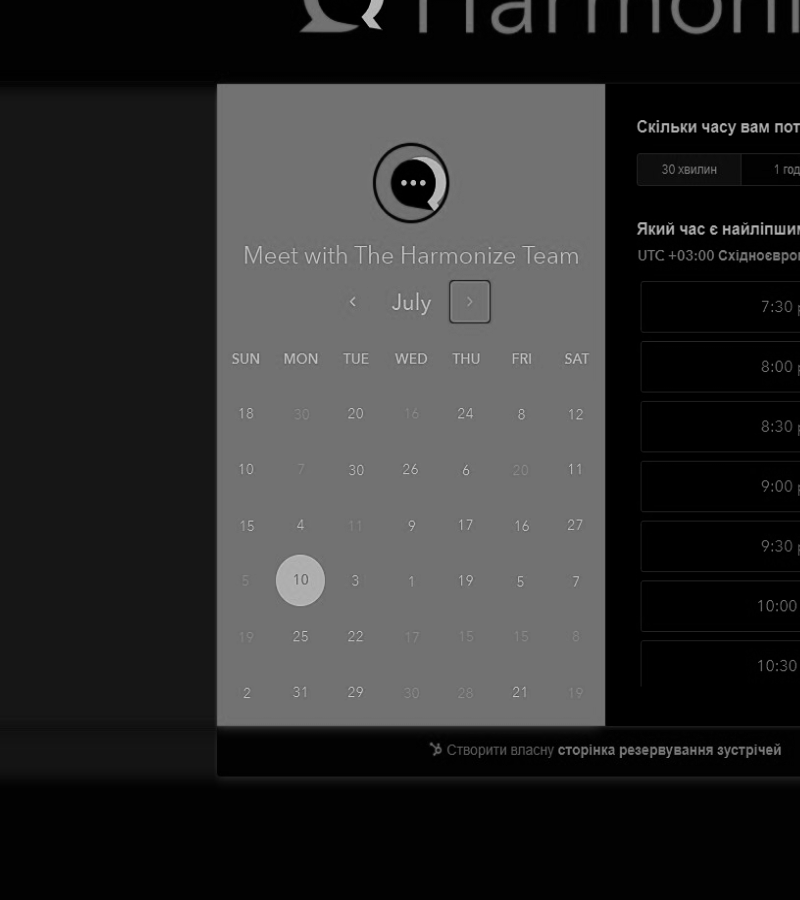 Harmoni
Meet with The Harmonize Team
‹ July ›
SUN MON TUE WED THU FRI SAT
18 30 20 16 24 8 12
10 7 30 26 6 20 11
15 4 11 9 17 16 27
5 10 3 1 19 5 7
19 25 22 17 15 15 8
2 31 29 30 28 21 19
Скільки часу вам пот
30 хвилин 1 год
Який час є найліпшим
UTC +03:00 Східноєвро
7:30
8:00
8:30
9:00
9:30
10:00
10:30
Створити власну сторінка резервування зустрічей